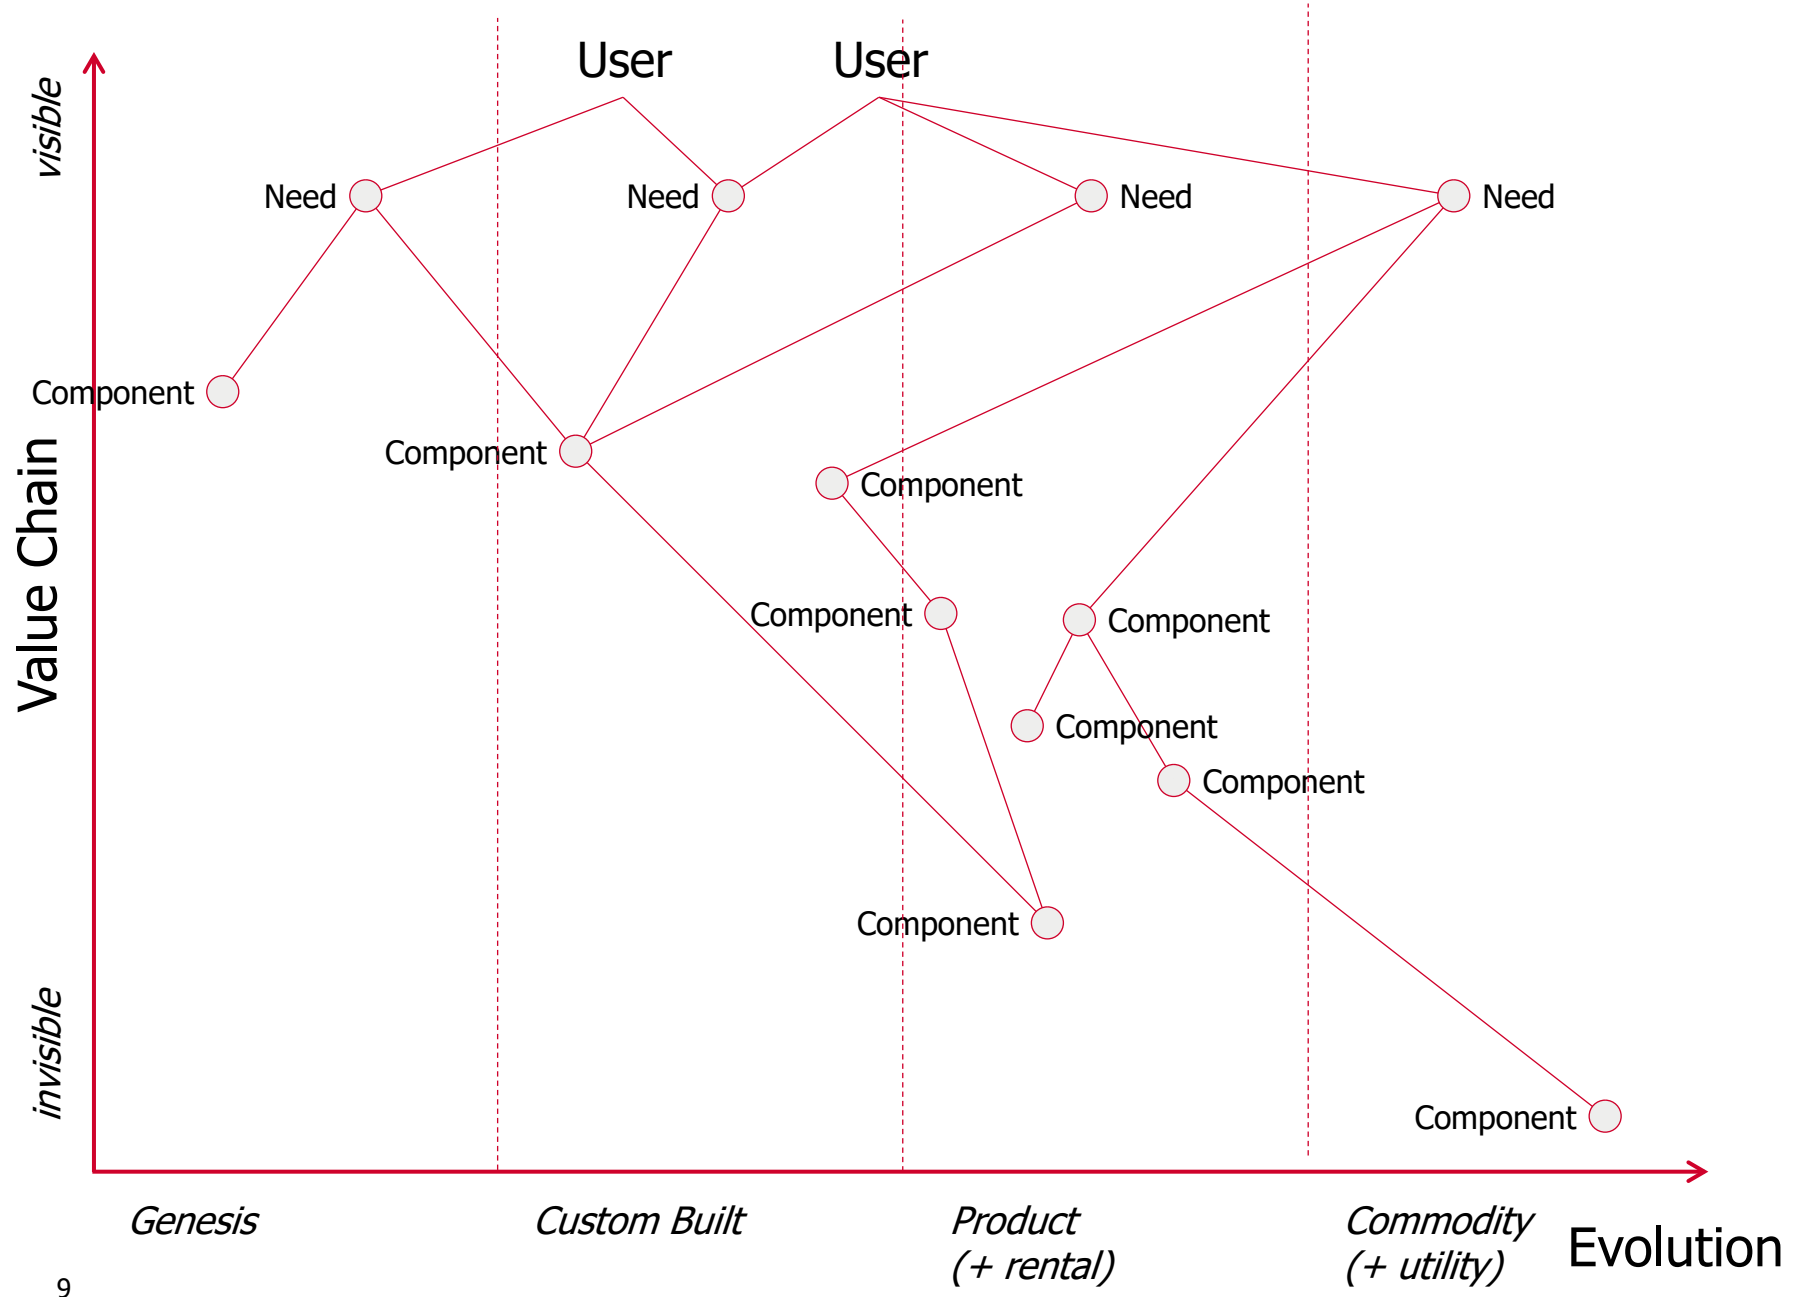 User
User
visible
Need
Need
Need
Need
Component
Component
Component
Value Chain
Component
Component
Component
Component
Component
invisible
Component
Genesis
Custom Built
Product
(+ rental)
Commodity
(+ utility)
Evolution
9